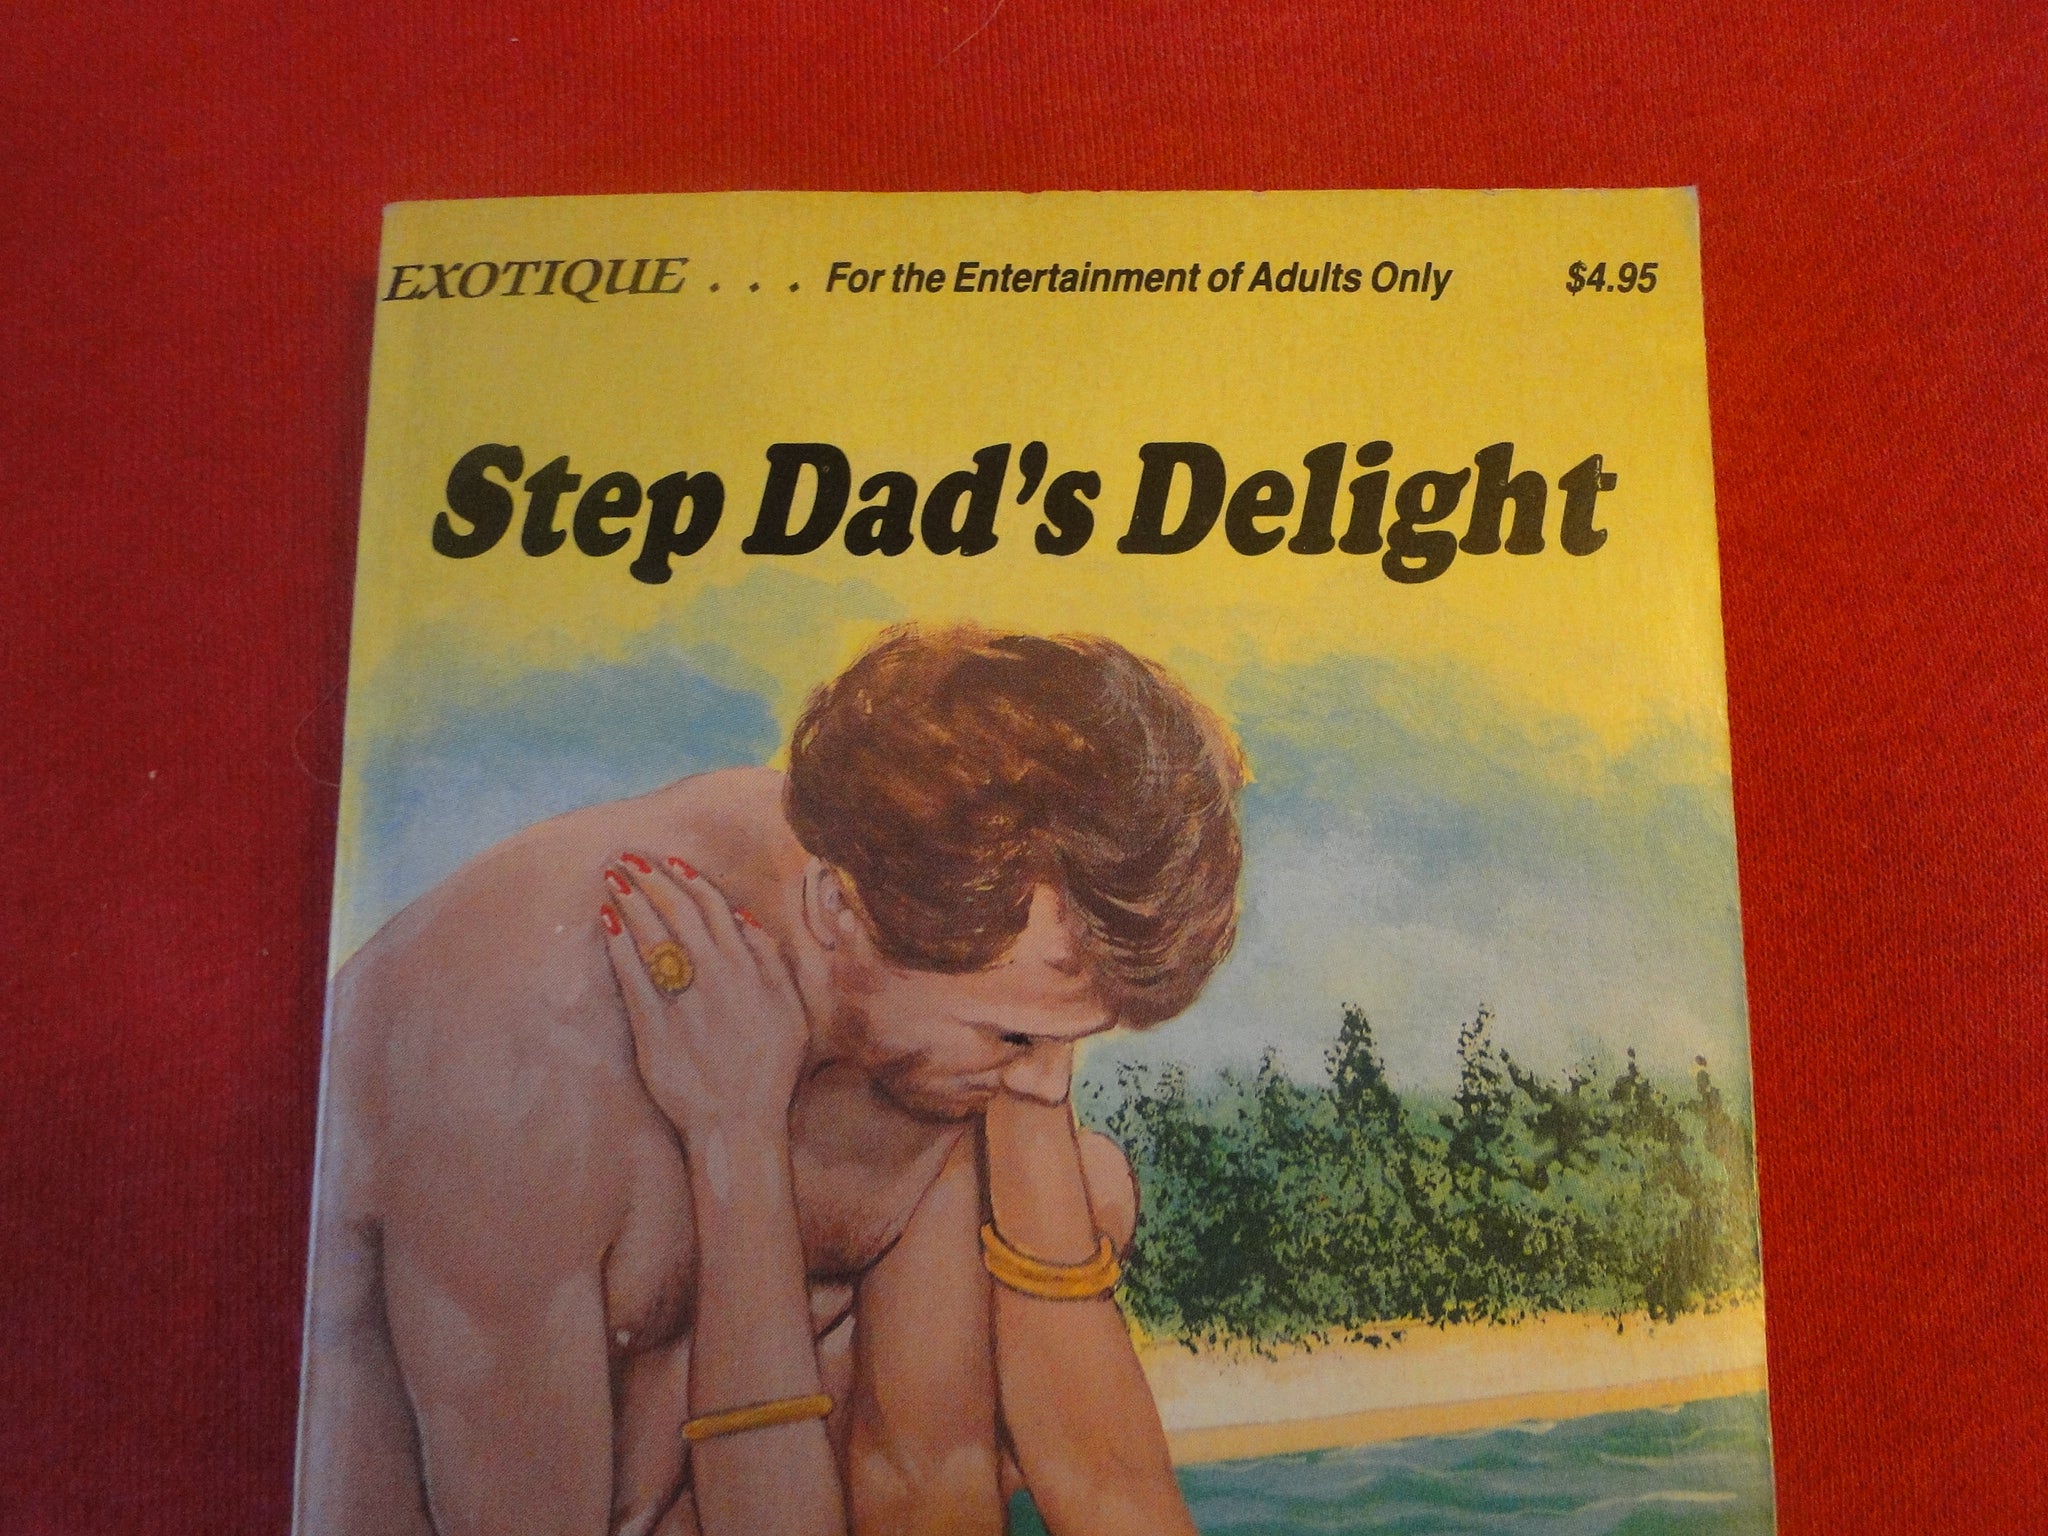 EXOTIQUE . . . For the Entertainment of Adults Only $4.95
Step Dad's Delight